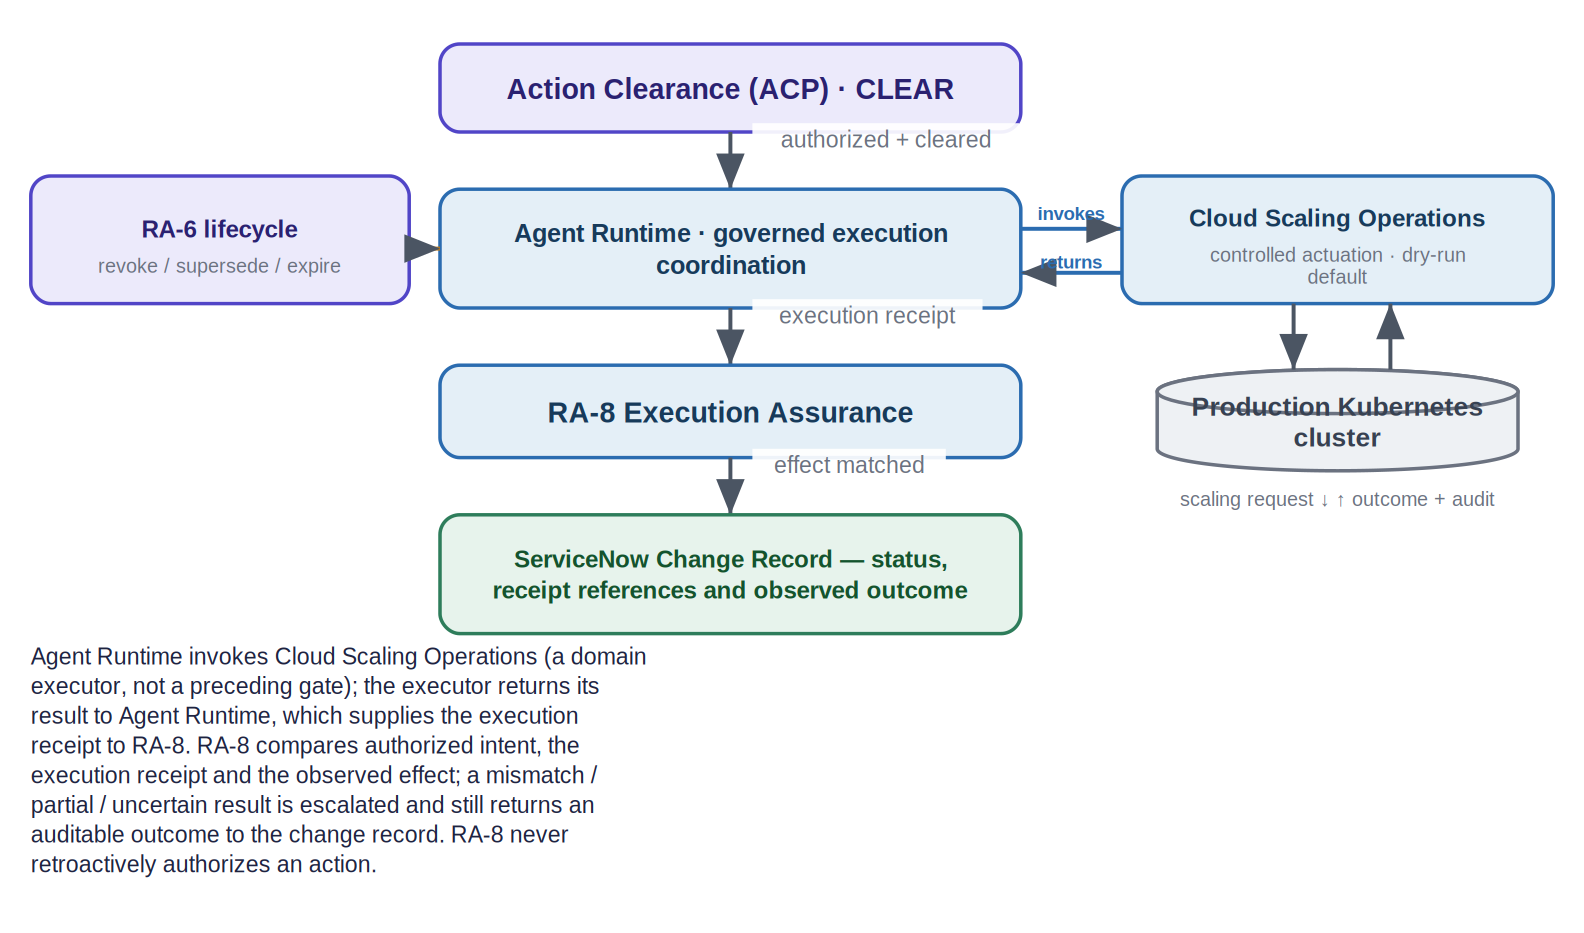 Action Clearance (ACP) · CLEAR
authorized + cleared
RA-6 lifecycle
revoke / supersede / expire
Agent Runtime · governed execution
coordination
invokes
returns
Cloud Scaling Operations
controlled actuation · dry-run
default
execution receipt
RA-8 Execution Assurance
Production Kubernetes
cluster
effect matched
scaling request ↓ ↑ outcome + audit
ServiceNow Change Record — status,
receipt references and observed outcome
Agent Runtime invokes Cloud Scaling Operations (a domain
executor, not a preceding gate); the executor returns its
result to Agent Runtime, which supplies the execution
receipt to RA-8. RA-8 compares authorized intent, the
execution receipt and the observed effect; a mismatch /
partial / uncertain result is escalated and still returns an
auditable outcome to the change record. RA-8 never
retroactively authorizes an action.